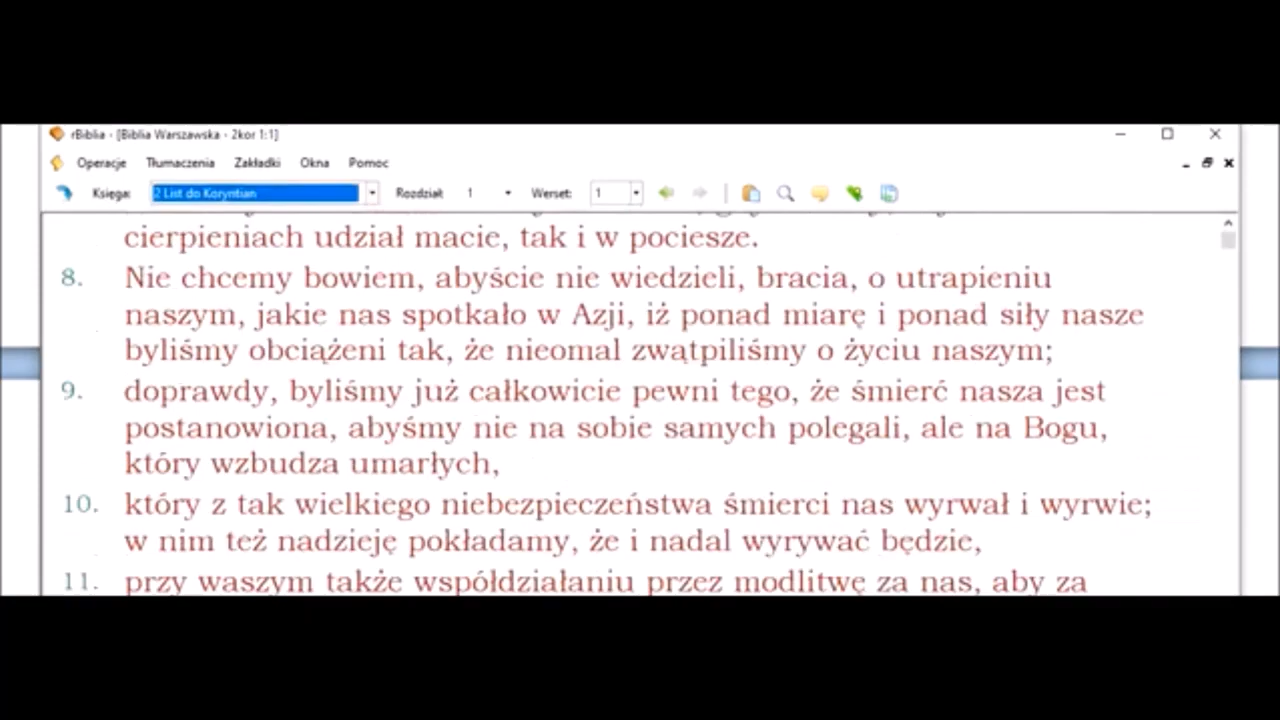 rBiblia - [Biblia Warszawska - 2kor 1:1]
Operacje Tłumaczenia Zakładki Okna Pomoc
Księga: 2 List do Koryntian Rozdział 1 Werset: 1
cierpieniach udział macie, tak i w pociesze.
8. Nie chcemy bowiem, abyście nie wiedzieli, bracia, o utrapieniu
naszym, jakie nas spotkało w Azji, iż ponad miarę i ponad siły nasze
byliśmy obciążeni tak, że nieomal zwątpiliśmy o życiu naszym;
9. doprawdy, byliśmy już całkowicie pewni tego, że śmierć nasza jest
postanowiona, abyśmy nie na sobie samych polegali, ale na Bogu,
który wzbudza umarłych,
10. który z tak wielkiego niebezpieczeństwa śmierci nas wyrwał i wyrwie;
w nim też nadzieję pokładamy, że i nadal wyrywać będzie,
11. przy waszym także współdziałaniu przez modlitwę za nas, aby za